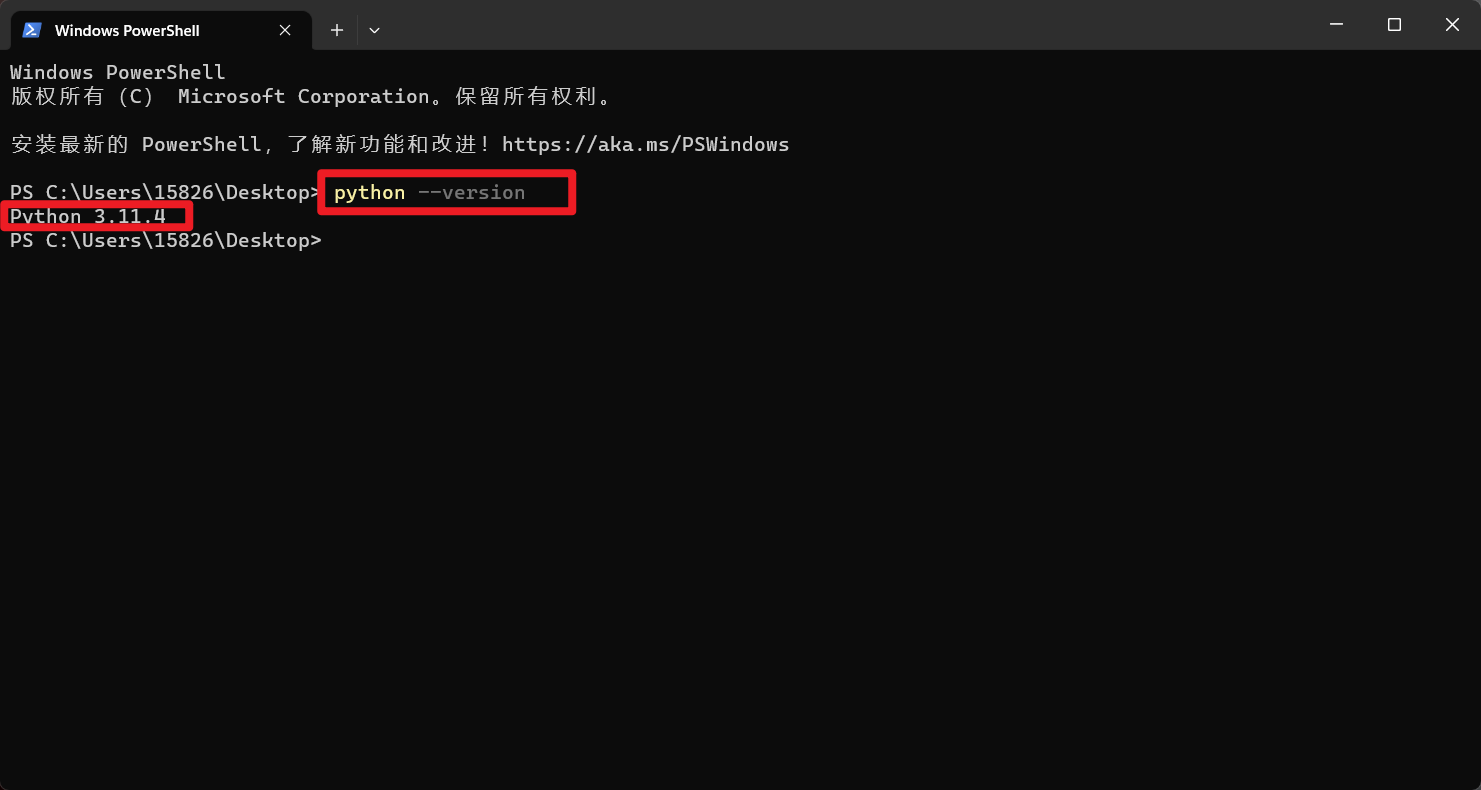 Windows PowerShell
Windows PowerShell
版权所有 (C) Microsoft Corporation。保留所有权利。
安装最新的 PowerShell，了解新功能和改进！https://aka.ms/PSWindows
PS C:\Users\15826\Desktop> python --version
Python 3.11.4
PS C:\Users\15826\Desktop>